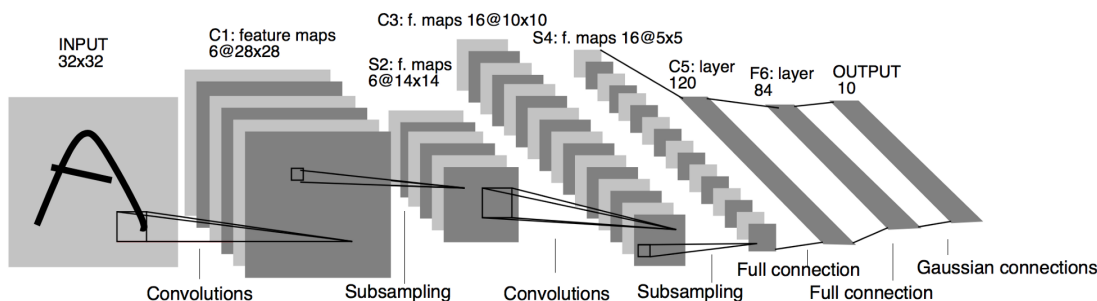 INPUT
32x32
C1: feature maps
6@28x28
S2: f. maps
6@14x14
C3: f. maps 16@10x10
S4: f. maps 16@5x5
C5: layer
120
F6: layer
84
OUTPUT
10
Convolutions
Subsampling
Convolutions
Subsampling
Full connection
Full connection
Gaussian connections